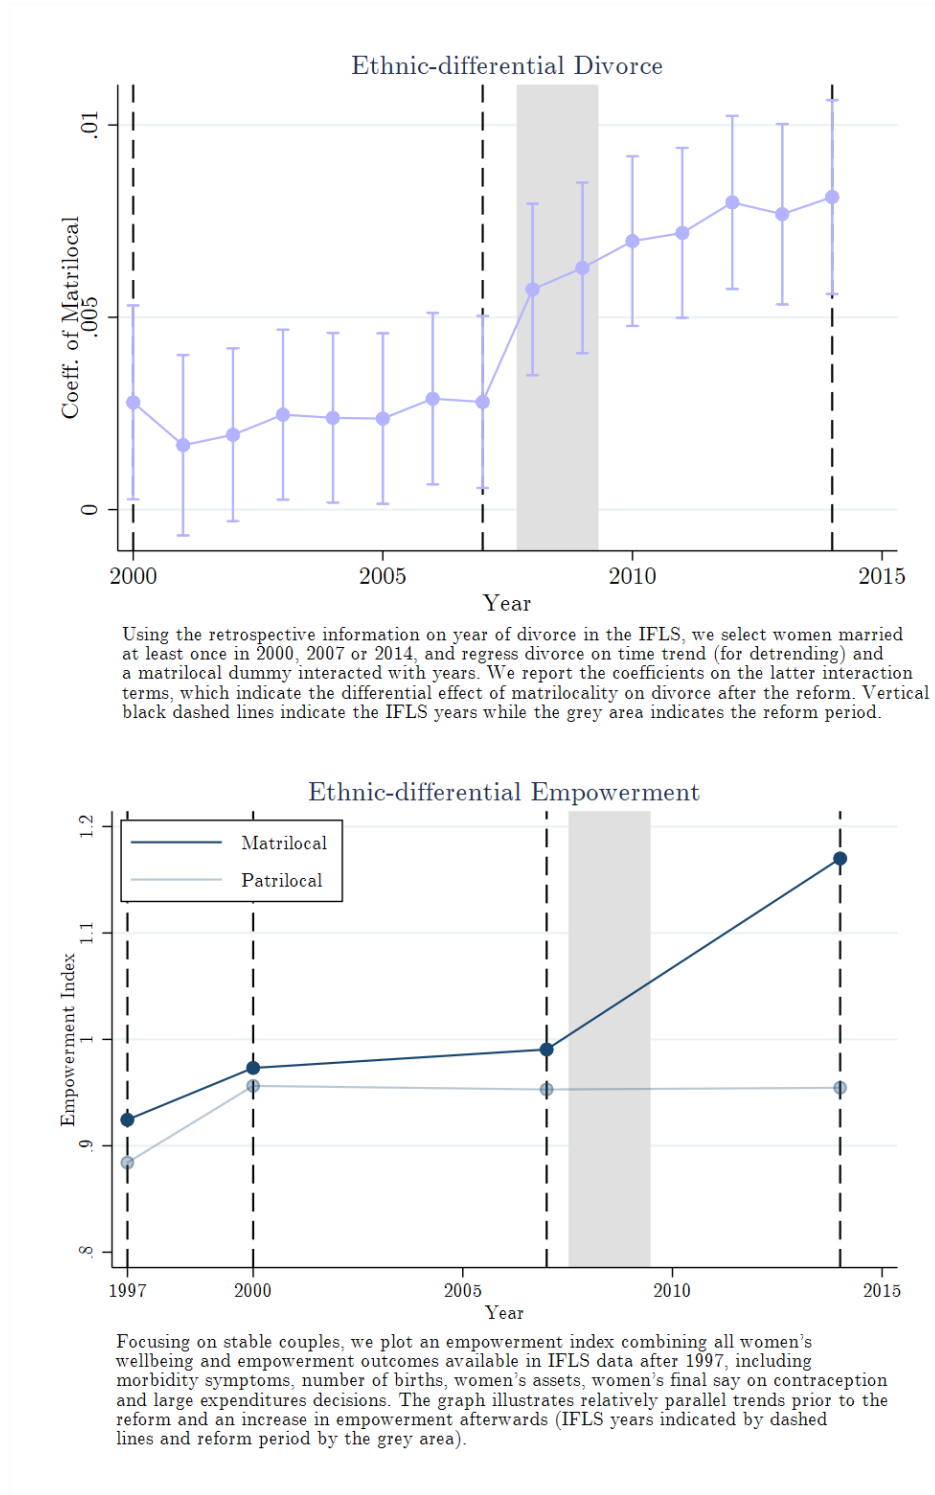 Ethnic-differential Divorce
Coeff. of Matrilocal
.01
.005
0
2000 2005 2010 2015
Year
Using the retrospective information on year of divorce in the IFLS, we select women married
at least once in 2000, 2007 or 2014, and regress divorce on time trend (for detrending) and
a matrilocal dummy interacted with years. We report the coefficients on the latter interaction
terms, which indicate the differential effect of matrilocality on divorce after the reform. Vertical
black dashed lines indicate the IFLS years while the grey area indicates the reform period.
Ethnic-differential Empowerment
Matrilocal
Patrilocal
Empowerment Index
1.2
1.1
1
.9
.8
1997 2000 2005 2010 2015
Year
Focusing on stable couples, we plot an empowerment index combining all women's
wellbeing and empowerment outcomes available in IFLS data after 1997, including
morbidity symptoms, number of births, women's assets, women's final say on contraception
and large expenditures decisions. The graph illustrates relatively parallel trends prior to the
reform and an increase in empowerment afterwards (IFLS years indicated by dashed
lines and reform period by the grey area).